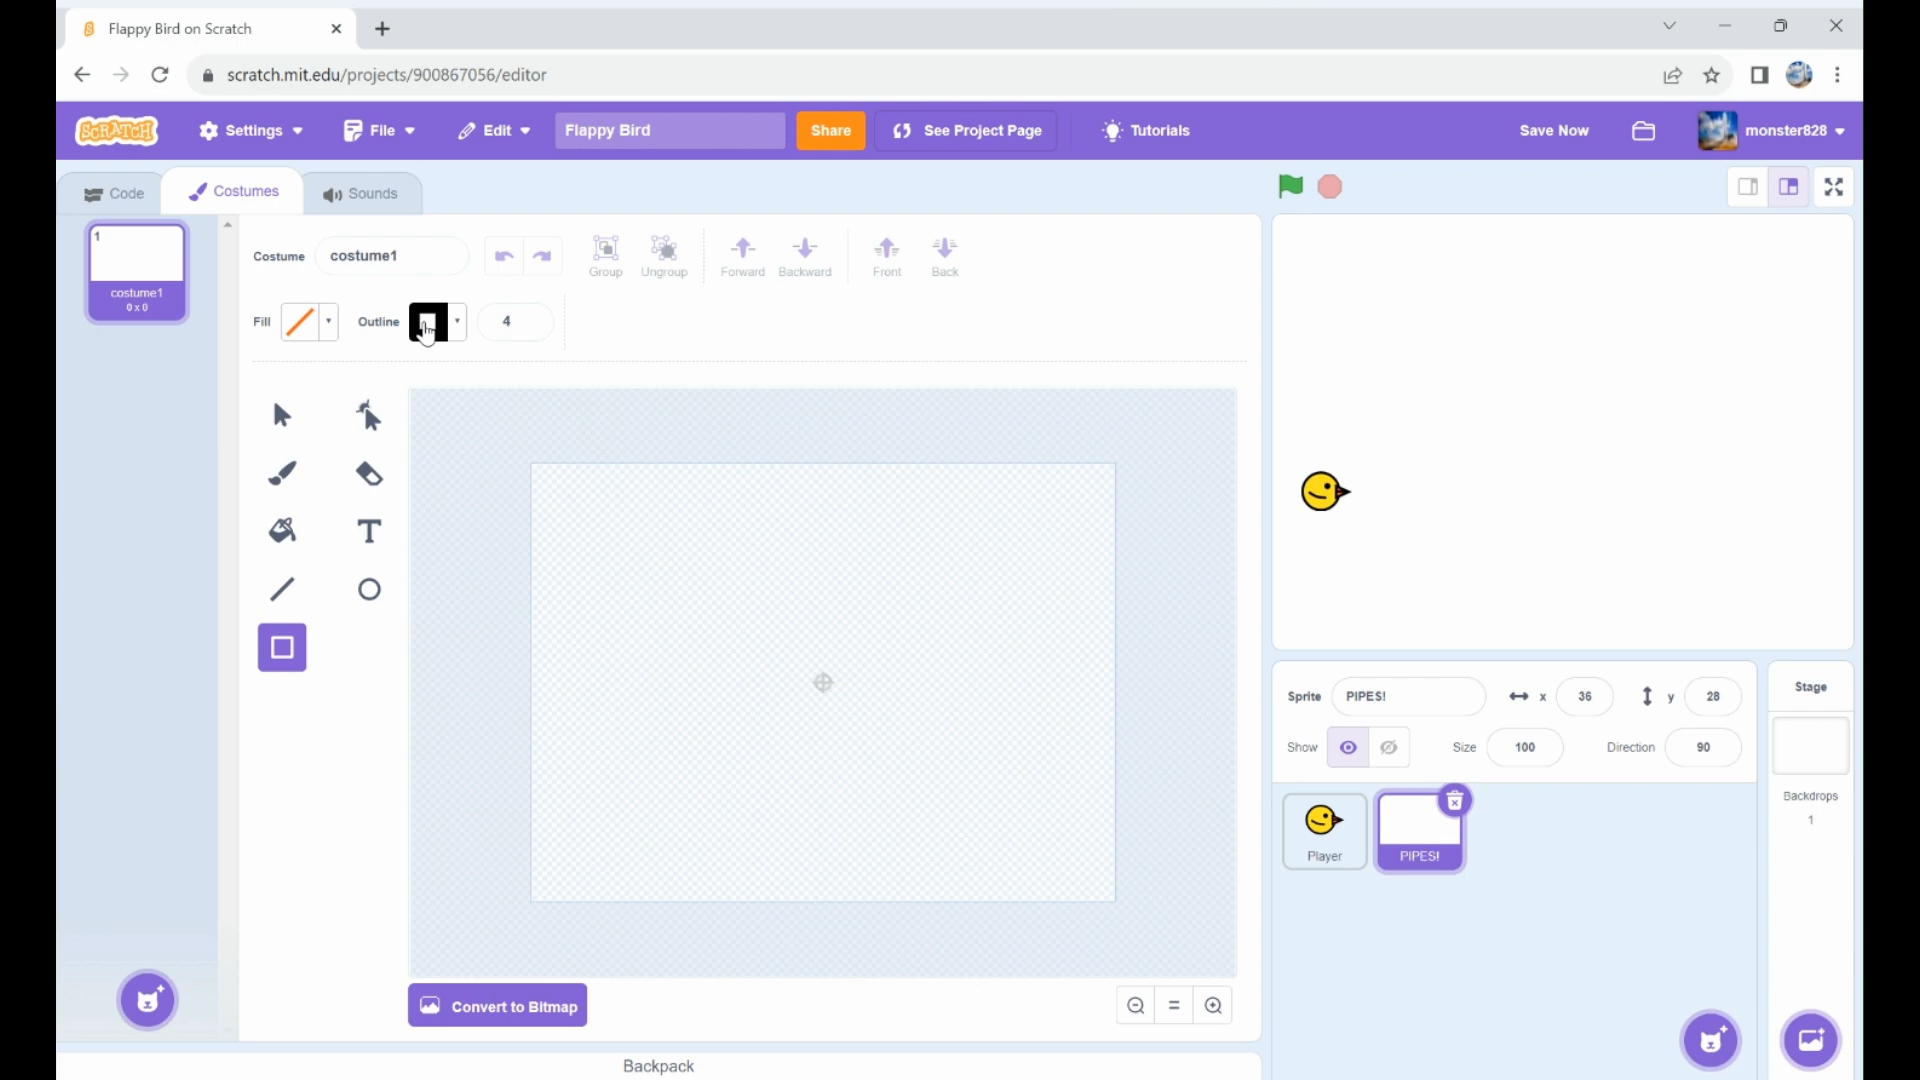 Flappy Bird on Scratch
scratch.mit.edu/projects/900867056/editor
SCRATCH Settings File Edit Flappy Bird Share See Project Page Tutorials Save Now monster828
Code Costumes Sounds
1
costume1
0 x 0
Costume costume1 Group Ungroup Forward Backward Front Back
Fill Outline 4
T
Convert to Bitmap
Backpack
Sprite PIPES! x 36 y 28
Show Size 100 Direction 90
Player PIPES!
Stage
Backdrops
1